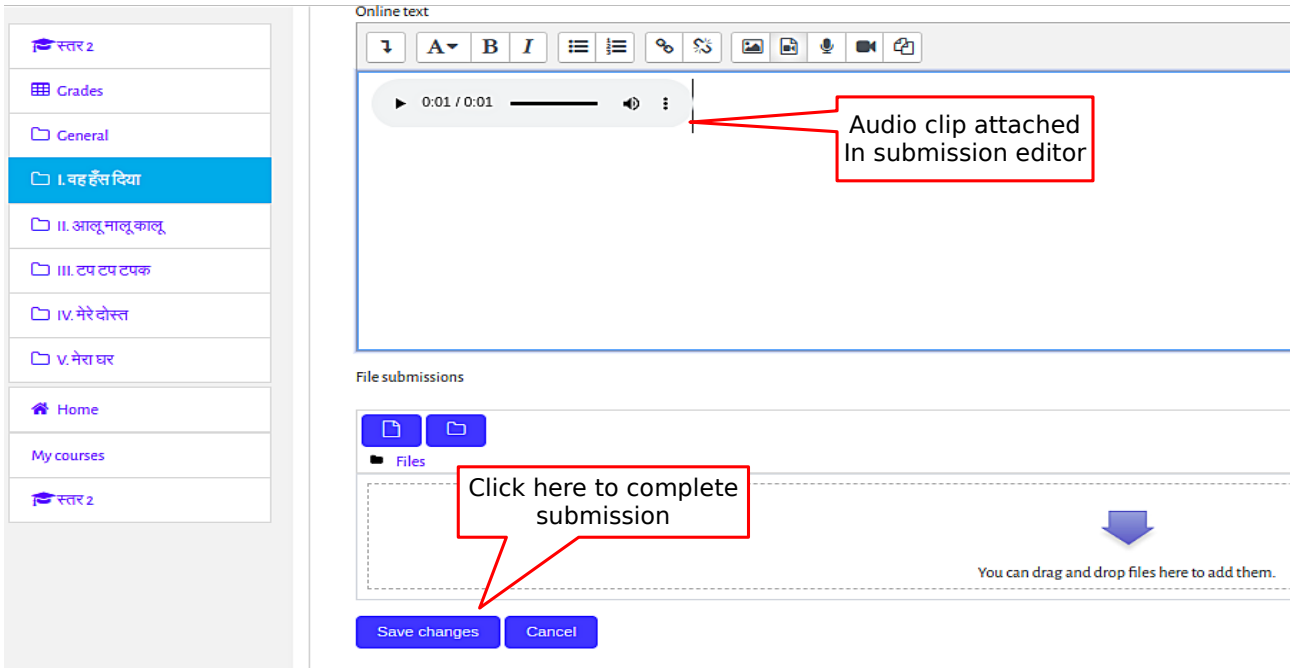 स्तर 2
Grades
General
I. वह हँस दिया
II. आलू मालू कालू
III. टप टप टपक
IV. मेरे दोस्त
V. मेरा घर
Home
My courses
स्तर 2
Online text
A B I
0:01 / 0:01
Audio clip attached
In submission editor
File submissions
Files
Click here to complete
submission
You can drag and drop files here to add them.
Save changes Cancel